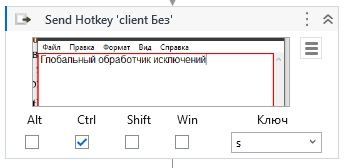 Send Hotkey 'client Без'
Файл Правка Формат Вид Справка
Глобальный обработчик исключений
Alt Ctrl Shift Win Ключ
s